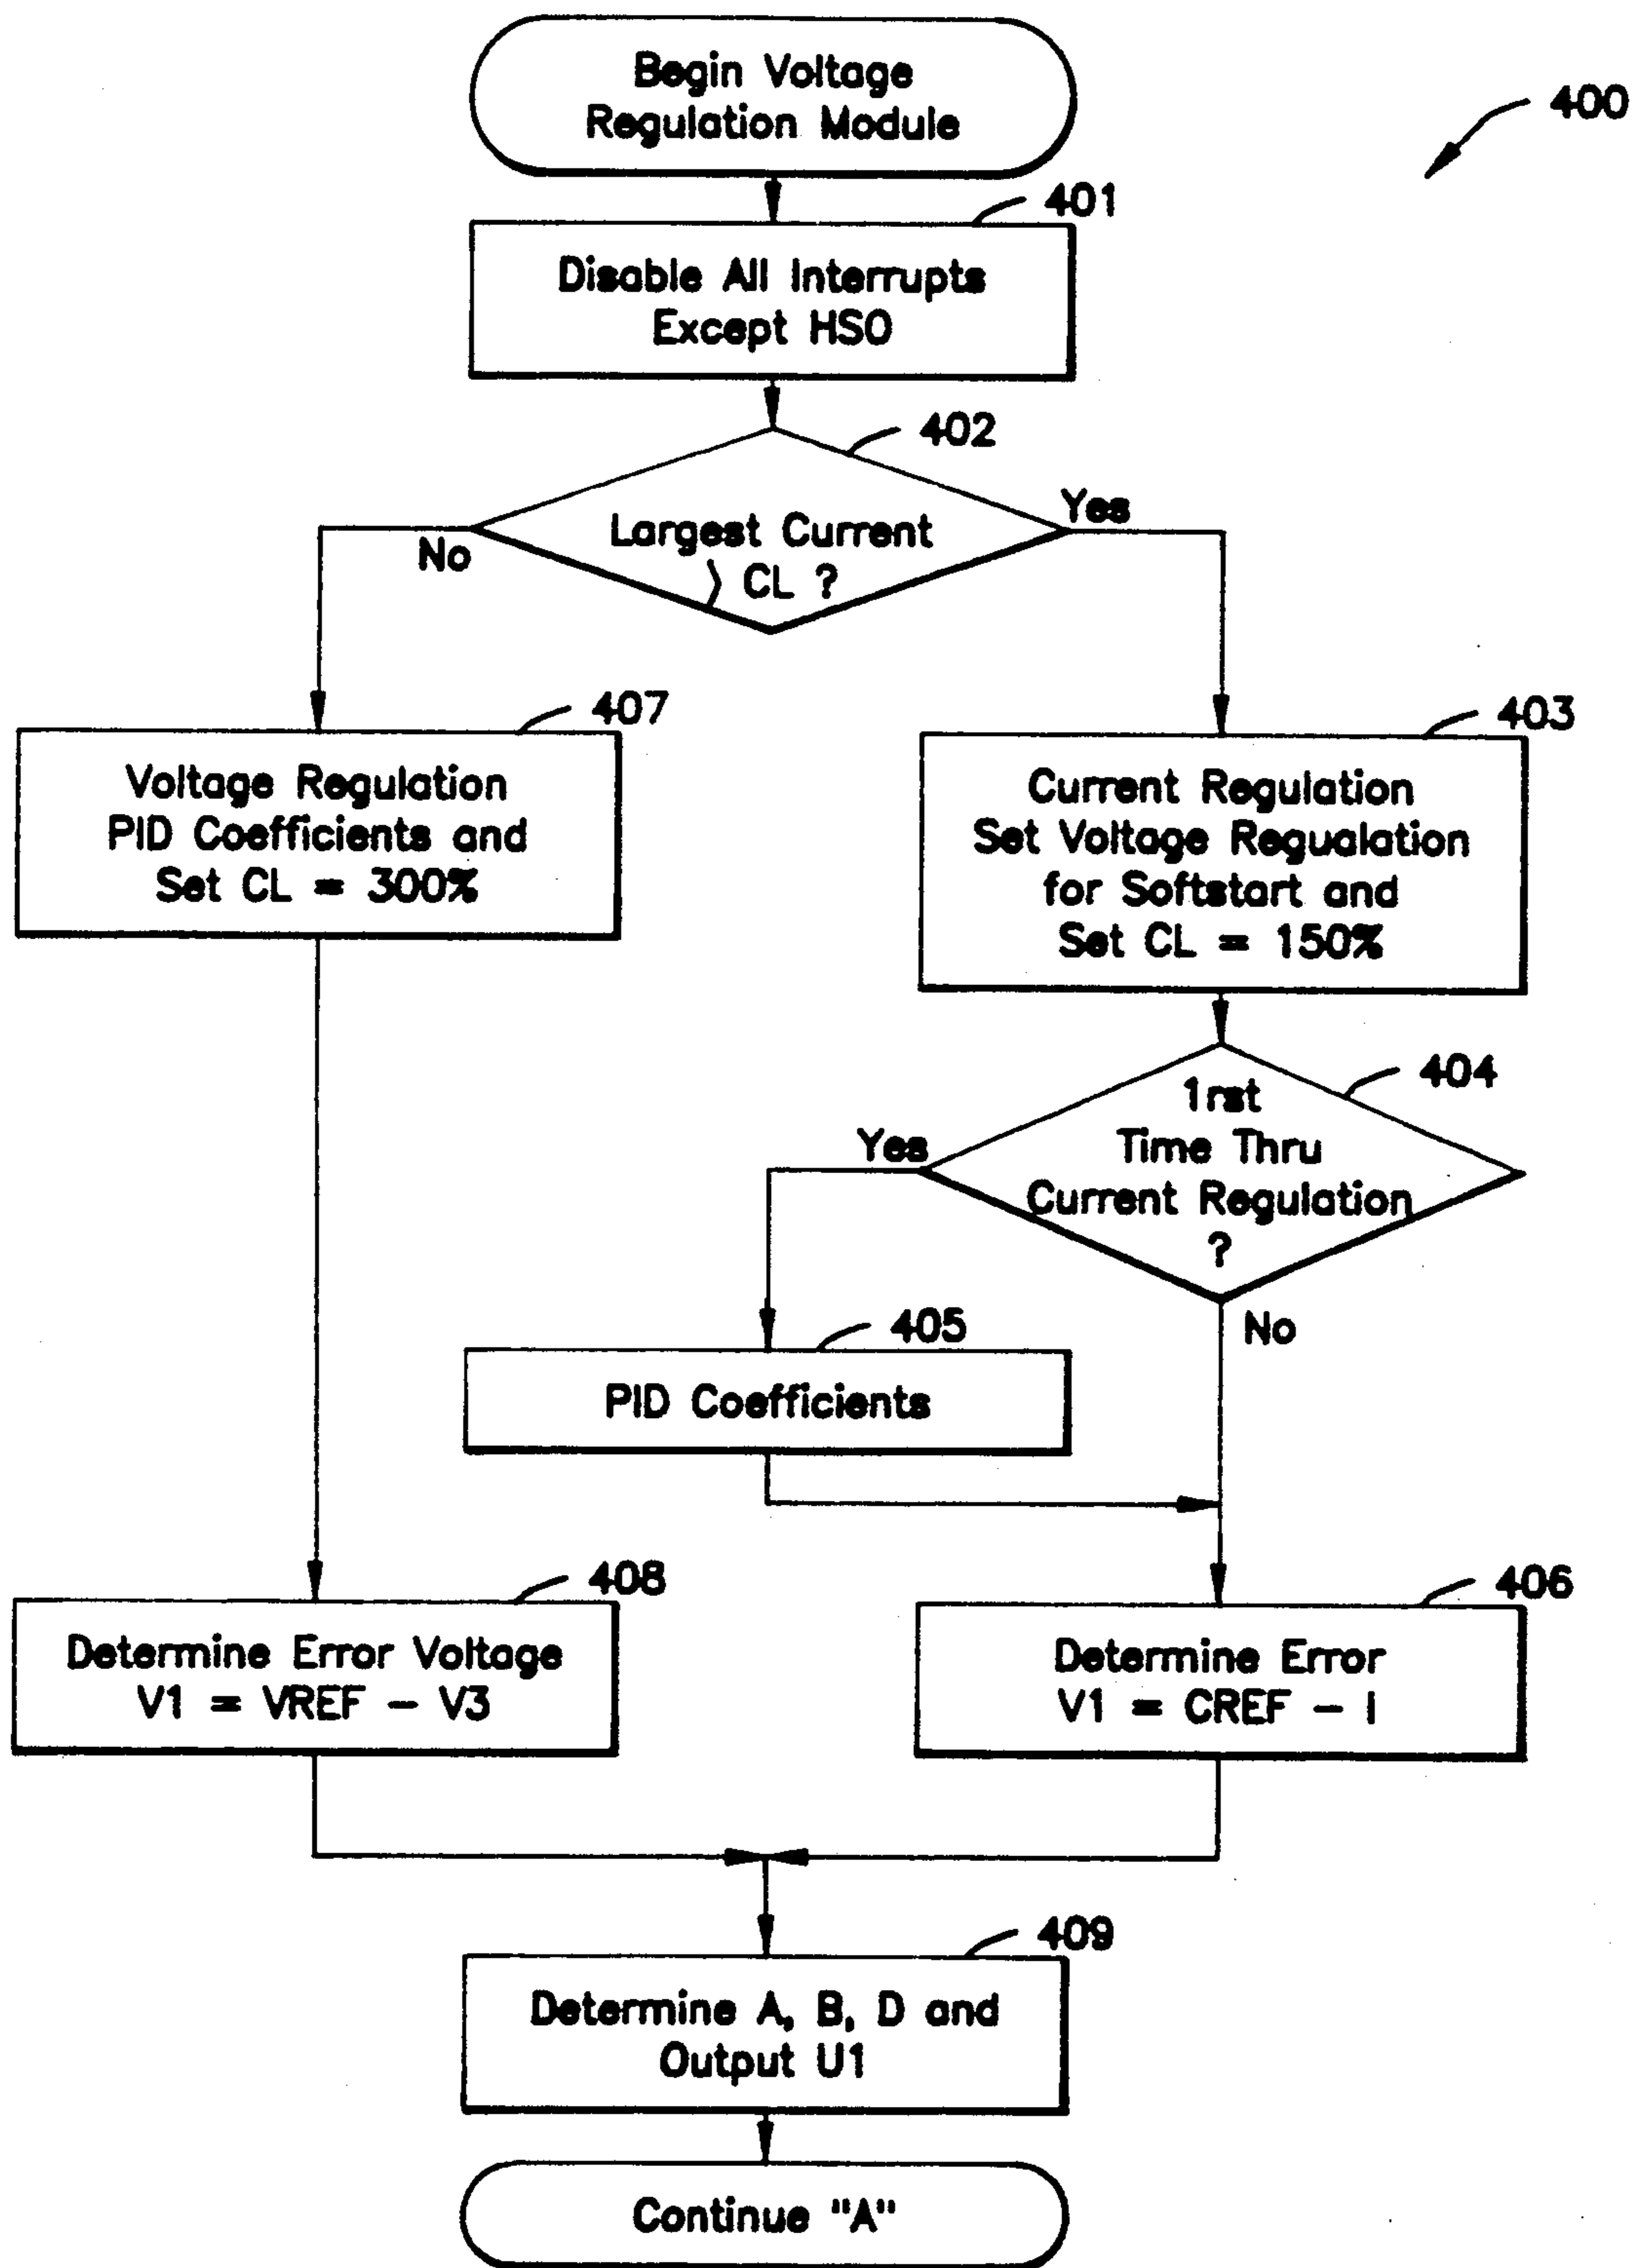 Begin Voltage
Regulation Module
400
401
Disable All Interrupts
Except HSO
402
Largest Current
> CL ?
No
Yes
407
Voltage Regulation
PID Coefficients and
Set CL = 300%
403
Current Regulation
Set Voltage Regualation
for Softstart and
Set CL = 150%
404
1rst
Time Thru
Current Regulation
?
Yes
No
405
PID Coefficients
408
Determine Error Voltage
V1 = VREF - V3
406
Determine Error
V1 = CREF - I
409
Determine A, B, D and
Output U1
Continue "A"